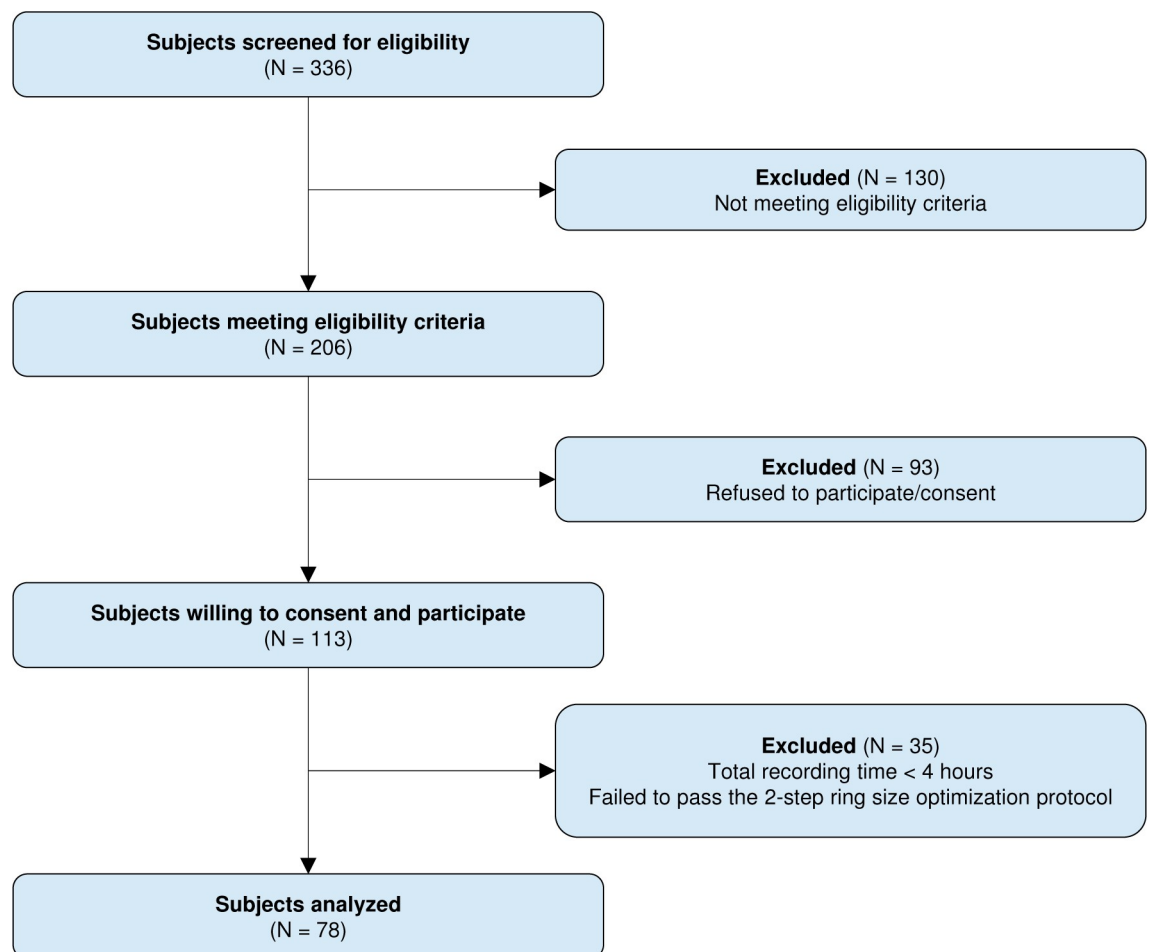 Subjects screened for eligibility
(N = 336)
Excluded (N = 130)
Not meeting eligibility criteria
Subjects meeting eligibility criteria
(N = 206)
Excluded (N = 93)
Refused to participate/consent
Subjects willing to consent and participate
(N = 113)
Excluded (N = 35)
Total recording time < 4 hours
Failed to pass the 2-step ring size optimization protocol
Subjects analyzed
(N = 78)